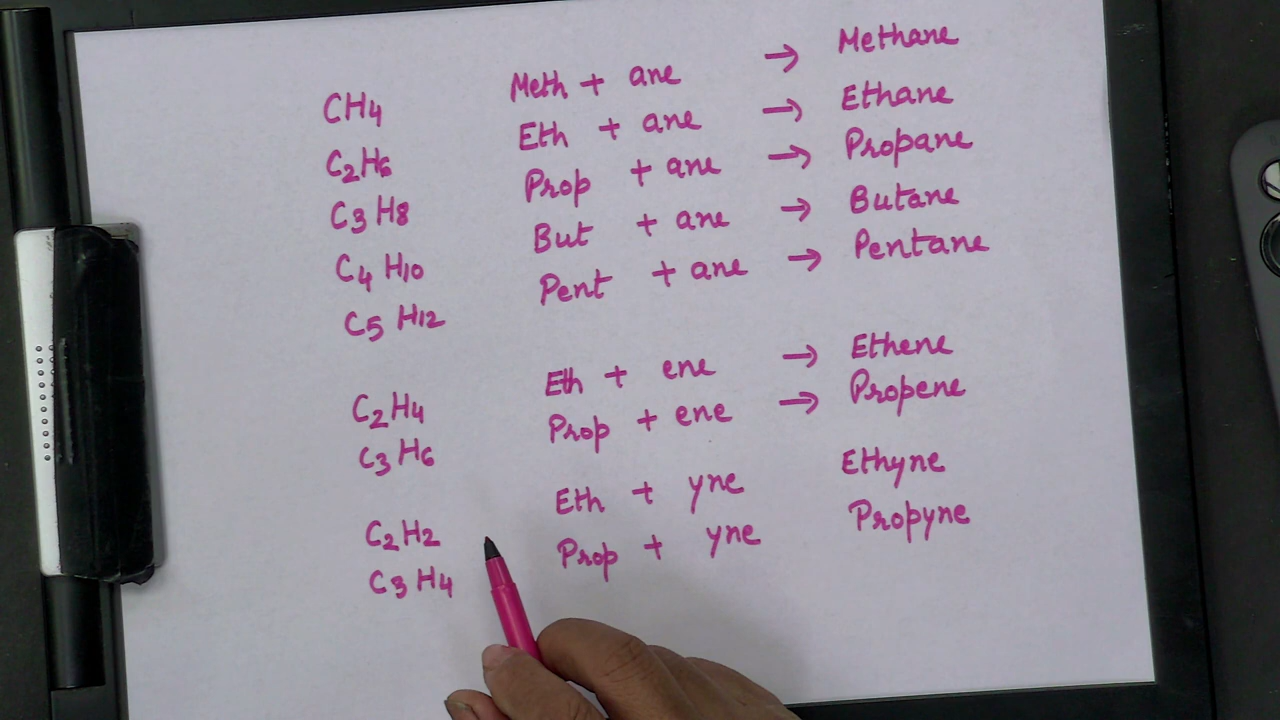 CH4 Meth + ane → Methane
C2H6 Eth + ane → Ethane
C3H8 Prop + ane → Propane
C4H10 But + ane → Butane
C5H12 Pent + ane → Pentane
C2H4 Eth + ene → Ethene
C3H6 Prop + ene → Propene
C2H2 Eth + yne Ethyne
C3H4 Prop + yne Propyne